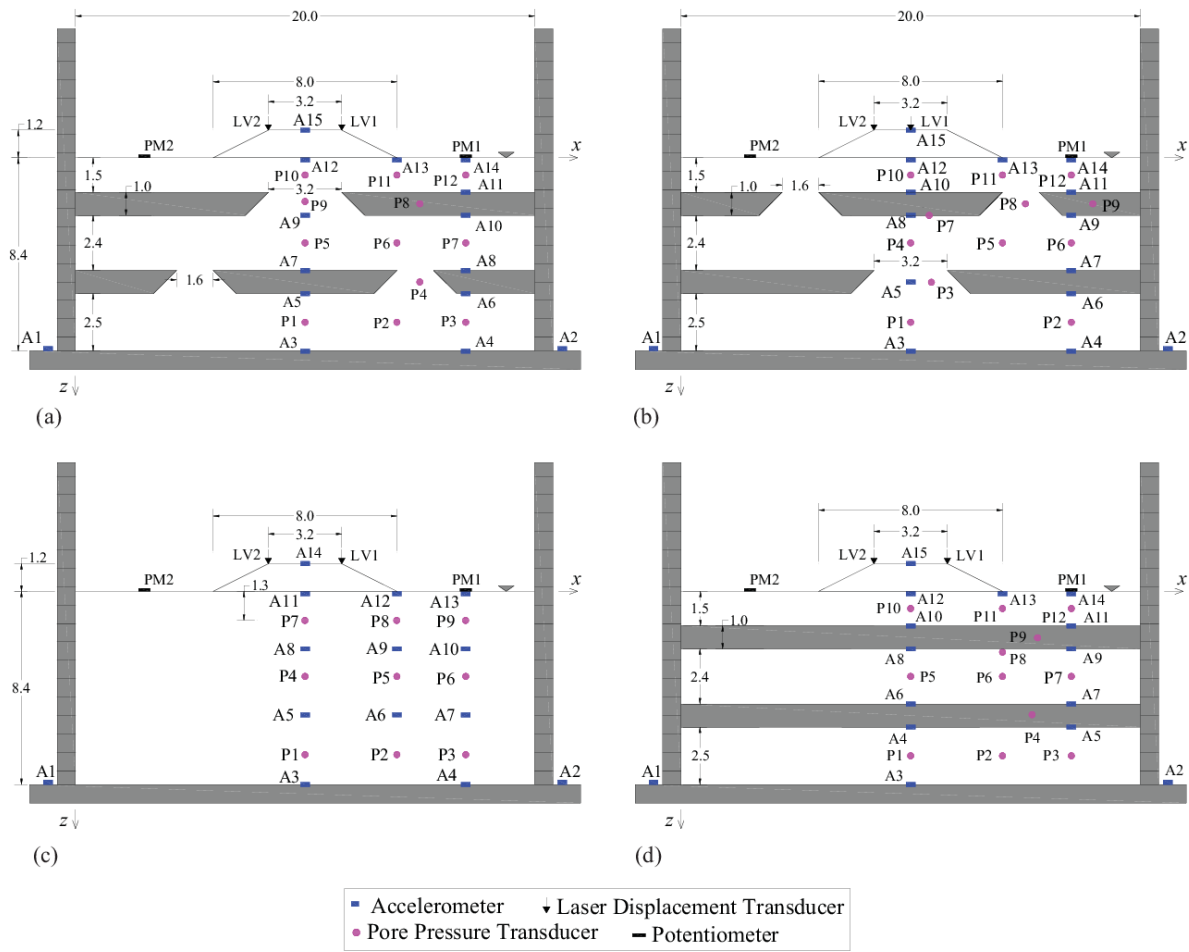 20.0
20.0
8.0
8.0
3.2
3.2
LV2 A15 LV1
LV1
LV2
1.2
A15
PM2
PM1
x
PM2
PM1
x
A12 A13 A14
A12 A13 A14
1.5
P10 P11 P12
1.5
P10 P11 P12
A11
A10 A11
1.0
3.2
1.0
1.6
P9 P8
P8 P9
A9 A10
A8 P7 A9
8.4
2.4
P5 P6 P7
2.4
P4 P5 P6
A7 A8
A7
1.6
P4
3.2
A5 P3
A5 A6
A6
2.5
P1 P2 P3
2.5
P1 P2
A1
A3 A4
A2
A1
A3 A4
A2
z
z
(a)
(b)
8.0
8.0
3.2
3.2
LV2 A14 LV1
LV2 A15 LV1
1.2
PM2
1.3
PM1
x
PM2
PM1
x
A11 A12 A13
A12 A13 A14
P7 P8 P9
1.5
P10 P11 P12
A10 A11
1.0
P9
A8 A9 A10
A8 P8 A9
8.4
P4 P5 P6
2.4
P5 P6 P7
A6 A7
A5 A6 A7
P4
A4 A5
P1 P2 P3
2.5
P1 P2 P3
A1
A3 A4
A2
A1
A3
A2
z
z
(c)
(d)
Accelerometer Laser Displacement Transducer
Pore Pressure Transducer Potentiometer